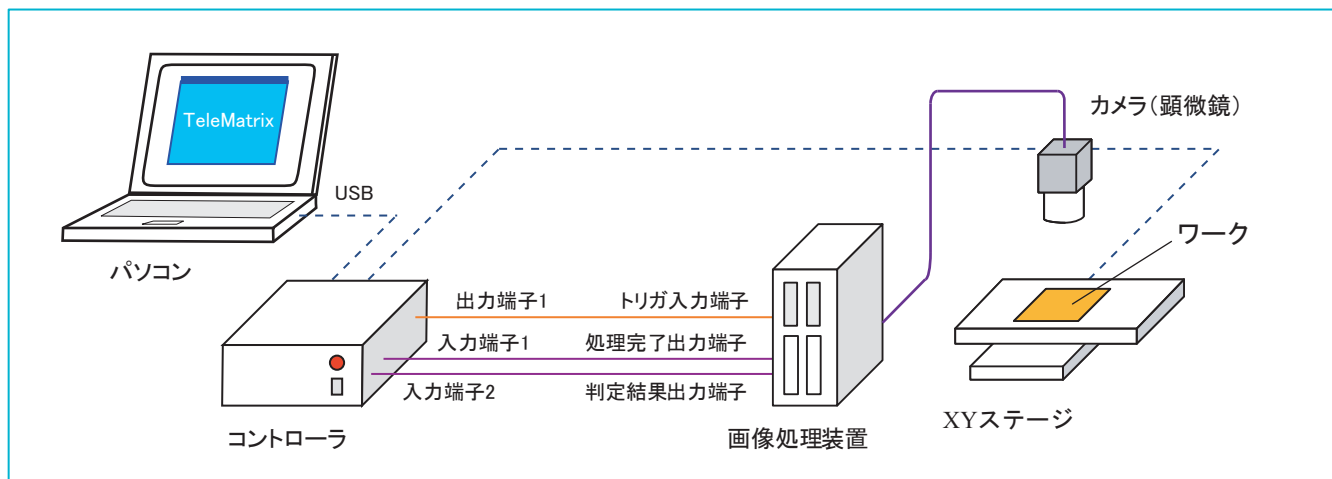 TeleMatrix
カメラ(顕微鏡)
USB
ワーク
パソコン
出力端子1
トリガ入力端子
入力端子1
処理完了出力端子
入力端子2
判定結果出力端子
XYステージ
コントローラ
画像処理装置